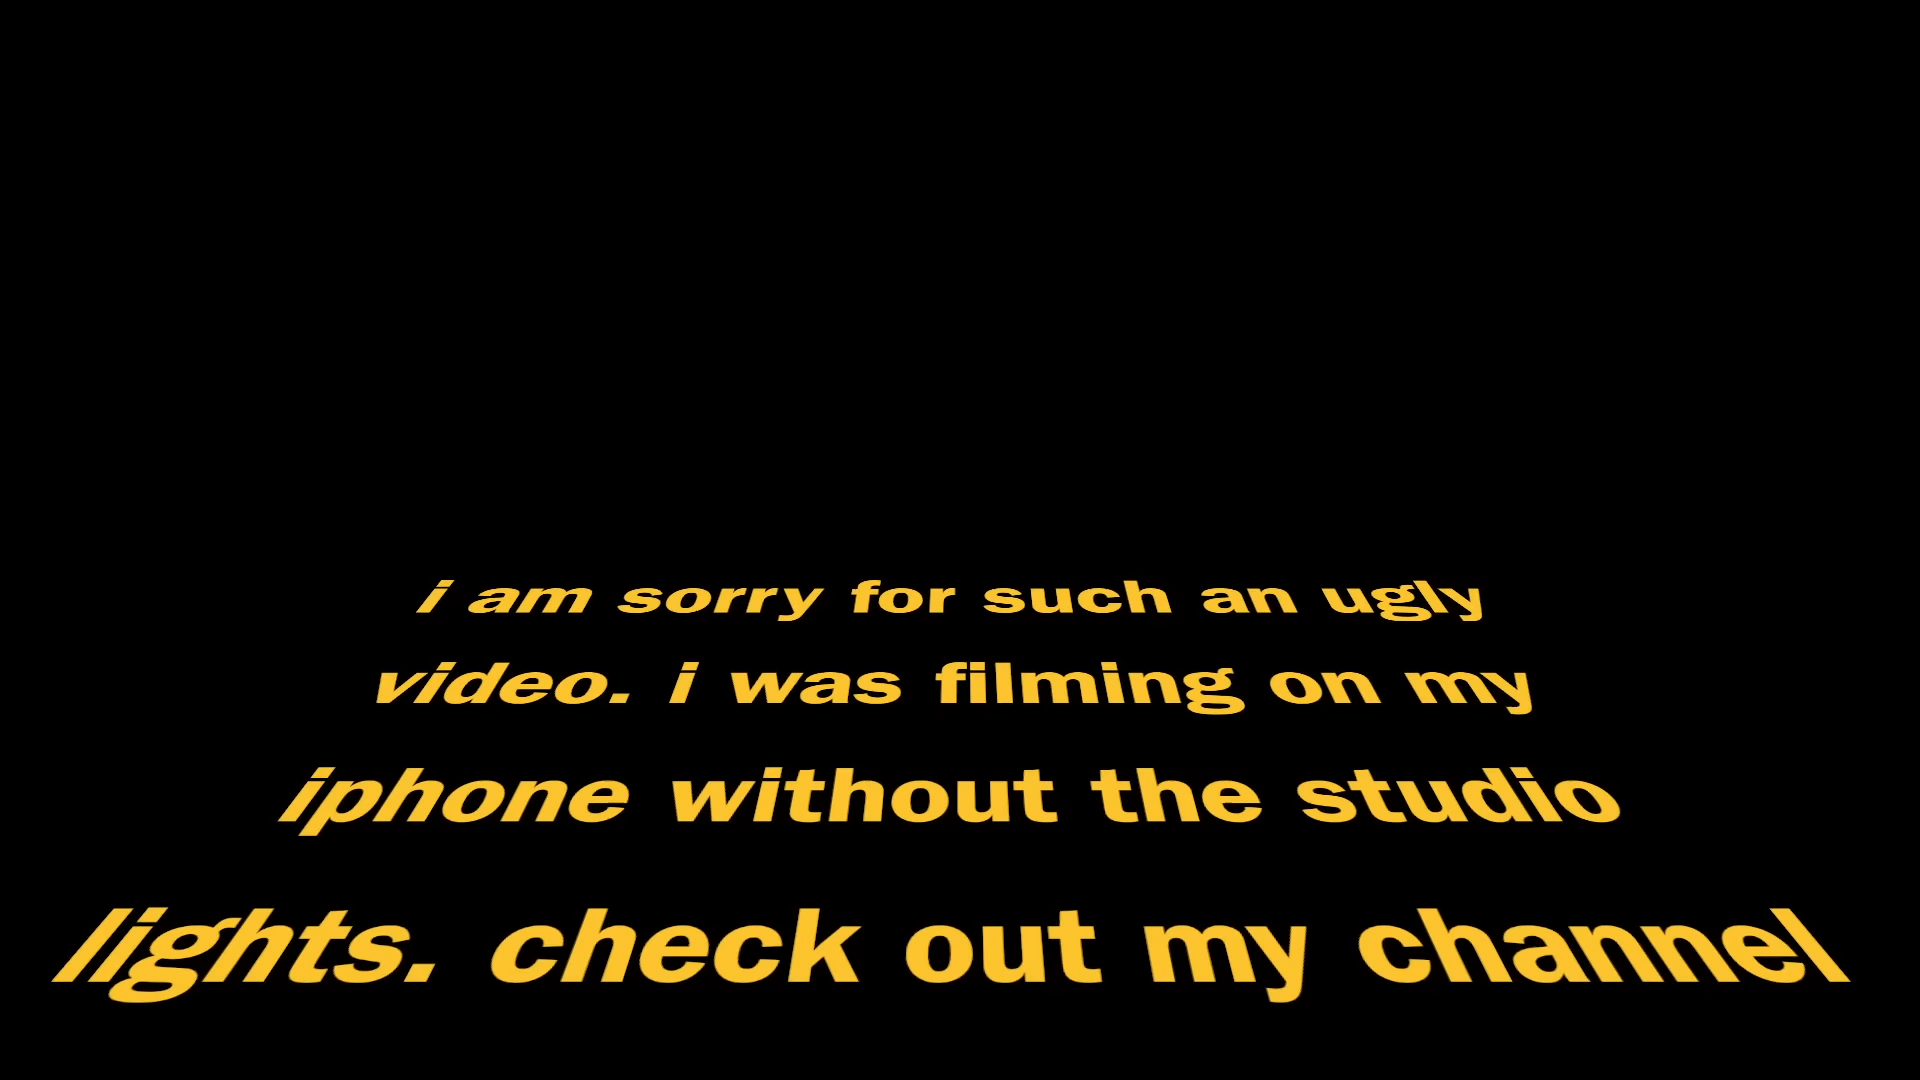 i am sorry for such an ugly
video. i was filming on my
iphone without the studio
lights. check out my channel